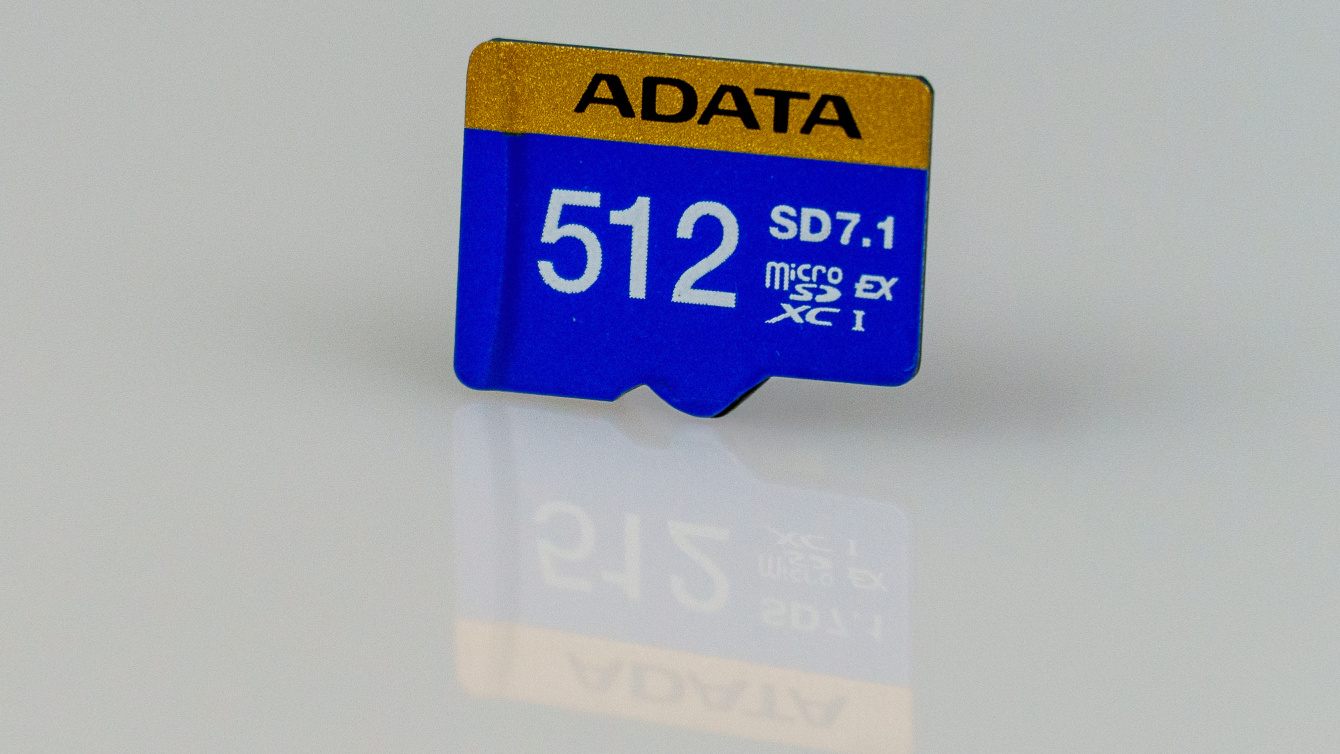 ADATA
512
SD7.1
micro
SD EX
XC I